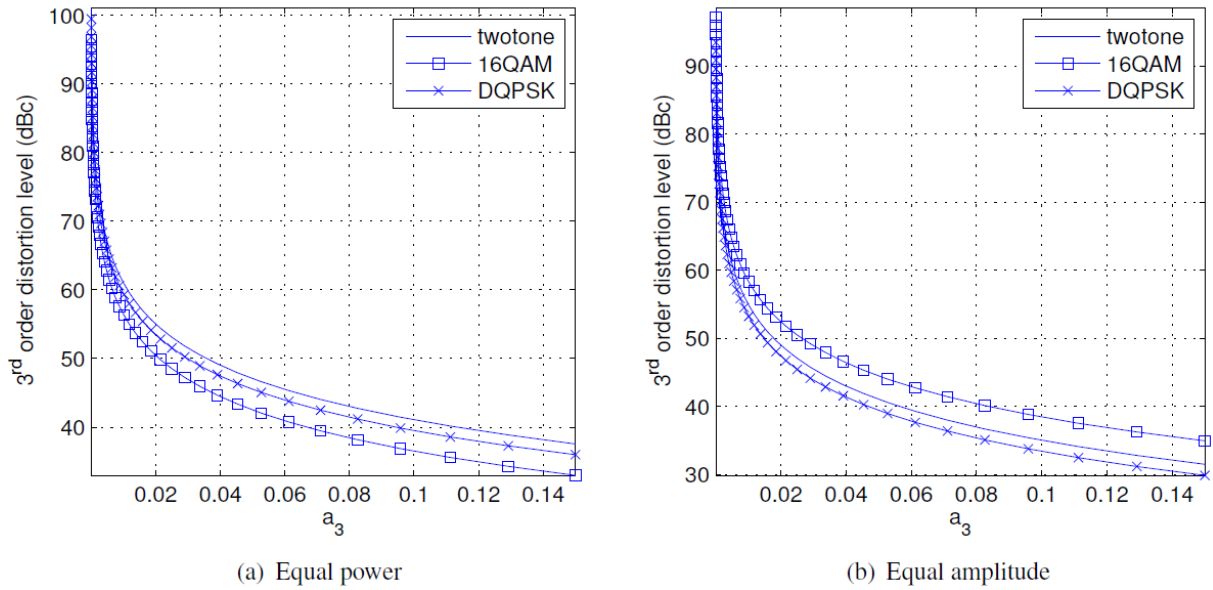 100
90
80
70
60
50
40
3rd order distortion level (dBc)
0.02 0.04 0.06 0.08 0.1 0.12 0.14
a3
twotone
16QAM
DQPSK
(a) Equal power
90
80
70
60
50
40
30
3rd order distortion level (dBc)
0.02 0.04 0.06 0.08 0.1 0.12 0.14
a3
twotone
16QAM
DQPSK
(b) Equal amplitude